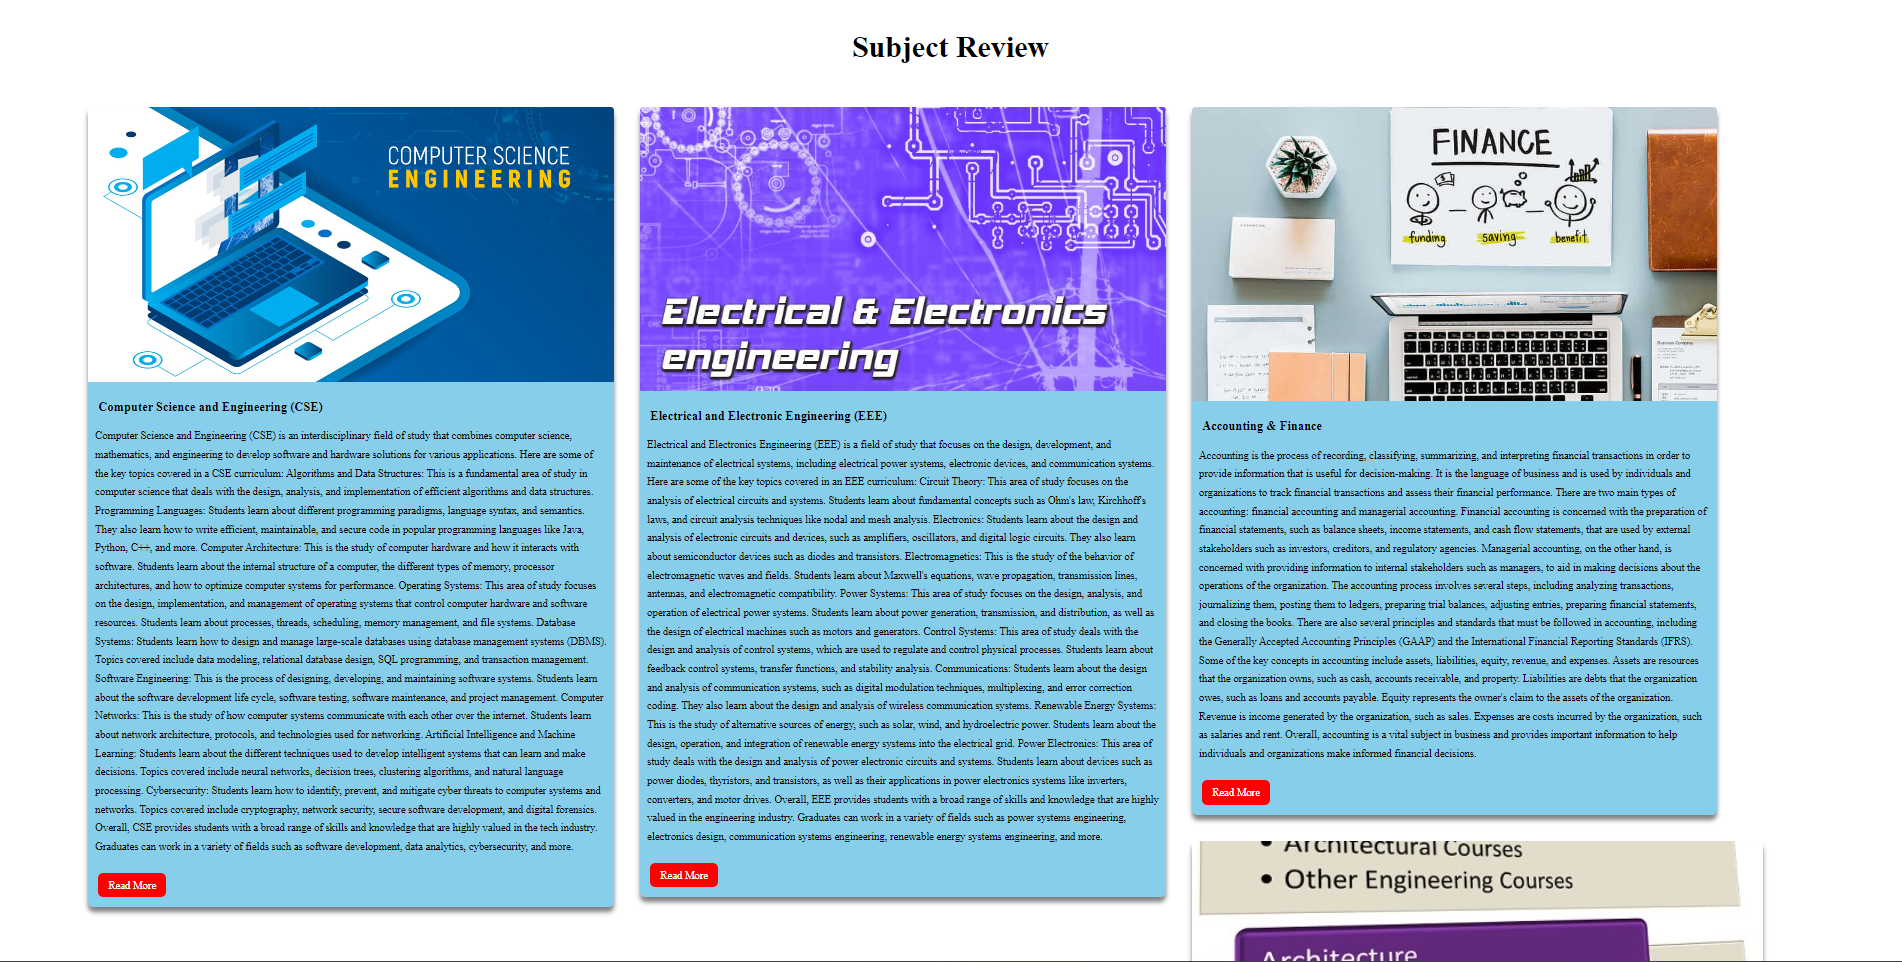 Subject Review
COMPUTER SCIENCE
ENGINEERING
Computer Science and Engineering (CSE)
Computer Science and Engineering (CSE) is an interdisciplinary field of study that combines computer science,
mathematics, and engineering to develop software and hardware solutions for various applications. Here are some of
the key topics covered in a CSE curriculum: Algorithms and Data Structures: This is a fundamental area of study in
computer science that deals with the design, analysis, and implementation of efficient algorithms and data structures.
Programming Languages: Students learn about different programming paradigms, language syntax, and semantics.
They also learn how to write efficient, maintainable, and secure code in popular programming languages like Java,
Python, C++, and more. Computer Architecture: This is the study of computer hardware and how it interacts with
software. Students learn about the internal structure of a computer, the different types of memory, processor
architectures, and how to optimize computer systems for performance. Operating Systems: This area of study focuses
on the design, implementation, and management of operating systems that control computer hardware and software
resources. Students learn about processes, threads, scheduling, memory management, and file systems. Database
Systems: Students learn how to design and manage large-scale databases using database management systems (DBMS).
Topics covered include data modeling, relational database design, SQL programming, and transaction management.
Software Engineering: This is the process of designing, developing, and maintaining software systems. Students learn
about the software development life cycle, software testing, software maintenance, and project management. Computer
Networks: This is the study of how computer systems communicate with each other over the internet. Students learn
about network architecture, protocols, and technologies used for networking. Artificial Intelligence and Machine
Learning: Students learn about the different techniques used to develop intelligent systems that can learn and make
decisions. Topics covered include neural networks, decision trees, clustering algorithms, and natural language
processing. Cybersecurity: Students learn how to identify, prevent, and mitigate cyber threats to computer systems and
networks. Topics covered include cryptography, network security, secure software development, and digital forensics.
Overall, CSE provides students with a broad range of skills and knowledge that are highly valued in the tech industry.
Graduates can work in a variety of fields such as software development, data analytics, cybersecurity, and more.
Read More
Electrical & Electronics
engineering
Electrical and Electronic Engineering (EEE)
Electrical and Electronics Engineering (EEE) is a field of study that focuses on the design, development, and
maintenance of electrical systems, including electrical power systems, electronic devices, and communication systems.
Here are some of the key topics covered in an EEE curriculum: Circuit Theory: This area of study focuses on the
analysis of electrical circuits and systems. Students learn about fundamental concepts such as Ohm's law, Kirchhoff's
laws, and circuit analysis techniques like nodal and mesh analysis. Electronics: Students learn about the design and
analysis of electronic circuits and devices, such as amplifiers, oscillators, and digital logic circuits. They also learn
about semiconductor devices such as diodes and transistors. Electromagnetics: This is the study of the behavior of
electromagnetic waves and fields. Students learn about Maxwell's equations, wave propagation, transmission lines,
antennas, and electromagnetic compatibility. Power Systems: This area of study focuses on the design, analysis, and
operation of electrical power systems. Students learn about power generation, transmission, and distribution, as well as
the design of electrical machines such as motors and generators. Control Systems: This area of study deals with the
design and analysis of control systems, which are used to regulate and control physical processes. Students learn about
feedback control systems, transfer functions, and stability analysis. Communications: Students learn about the design
and analysis of communication systems, such as digital modulation techniques, multiplexing, and error correction
coding. They also learn about the design and analysis of wireless communication systems. Renewable Energy Systems:
This is the study of alternative sources of energy, such as solar, wind, and hydroelectric power. Students learn about the
design, operation, and integration of renewable energy systems into the electrical grid. Power Electronics: This area of
study deals with the design and analysis of power electronic circuits and systems. Students learn about devices such as
power diodes, thyristors, and transistors, as well as their applications in power electronics systems like inverters,
converters, and motor drives. Overall, EEE provides students with a broad range of skills and knowledge that are highly
valued in the engineering industry. Graduates can work in a variety of fields such as power systems engineering,
electronics design, communication systems engineering, renewable energy systems engineering, and more.
Read More
FINANCE
funding saving benefit
Accounting & Finance
Accounting is the process of recording, classifying, summarizing, and interpreting financial transactions in order to
provide information that is useful for decision-making. It is the language of business and is used by individuals and
organizations to track financial transactions and assess their financial performance. There are two main types of
accounting: financial accounting and managerial accounting. Financial accounting is concerned with the preparation of
financial statements, such as balance sheets, income statements, and cash flow statements, that are used by external
stakeholders such as investors, creditors, and regulatory agencies. Managerial accounting, on the other hand, is
concerned with providing information to internal stakeholders such as managers, to aid in making decisions about the
operations of the organization. The accounting process involves several steps, including analyzing transactions,
journalizing them, posting them to ledgers, preparing trial balances, adjusting entries, preparing financial statements,
and closing the books. There are also several principles and standards that must be followed in accounting, including
the Generally Accepted Accounting Principles (GAAP) and the International Financial Reporting Standards (IFRS).
Some of the key concepts in accounting include assets, liabilities, equity, revenue, and expenses. Assets are resources
that the organization owns, such as cash, accounts receivable, and property. Liabilities are debts that the organization
owes, such as loans and accounts payable. Equity represents the owner's claim to the assets of the organization.
Revenue is income generated by the organization, such as sales. Expenses are costs incurred by the organization, such
as salaries and rent. Overall, accounting is a vital subject in business and provides important information to help
individuals and organizations make informed financial decisions.
Read More
• Architectural Courses
• Other Engineering Courses
Architecture